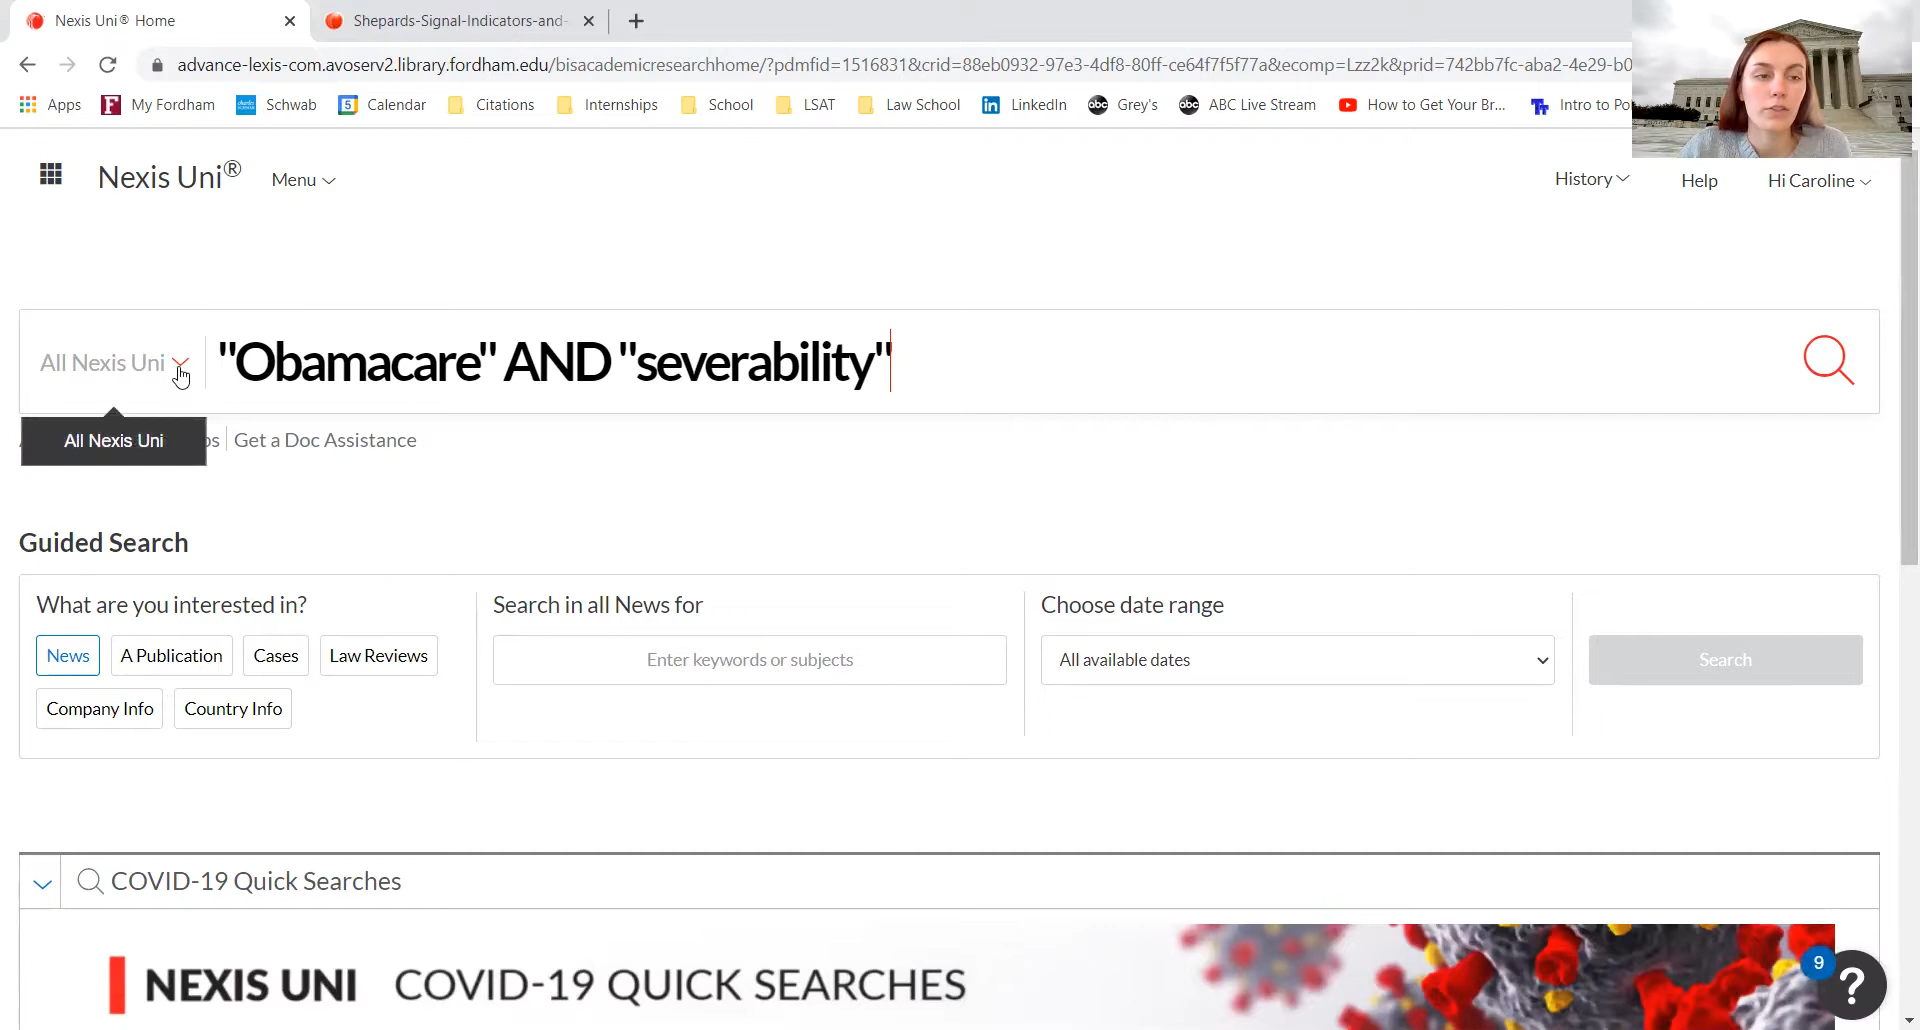 Nexis Uni® Home
Shepards-Signal-Indicators-and-
advance-lexis-com.avoserv2.library.fordham.edu/bisacademicresearchhome/?pdmfid=1516831&crid=88eb0932-97e3-4df8-80ff-ce64f7f5f77a&ecomp=Lzz2k&prid=742bb7fc-aba2-4e29-b0
Apps My Fordham Schwab 5 Calendar Citations Internships School LSAT Law School in LinkedIn abc Grey's abc ABC Live Stream How to Get Your Br... Intro to Po
Nexis Uni® Menu History Help Hi Caroline
All Nexis Uni "Obamacare" AND "severability"
All Nexis Uni ps Get a Doc Assistance
Guided Search
What are you interested in? Search in all News for Choose date range
News A Publication Cases Law Reviews Enter keywords or subjects All available dates Search
Company Info Country Info
COVID-19 Quick Searches
NEXIS UNI COVID-19 QUICK SEARCHES
9
?